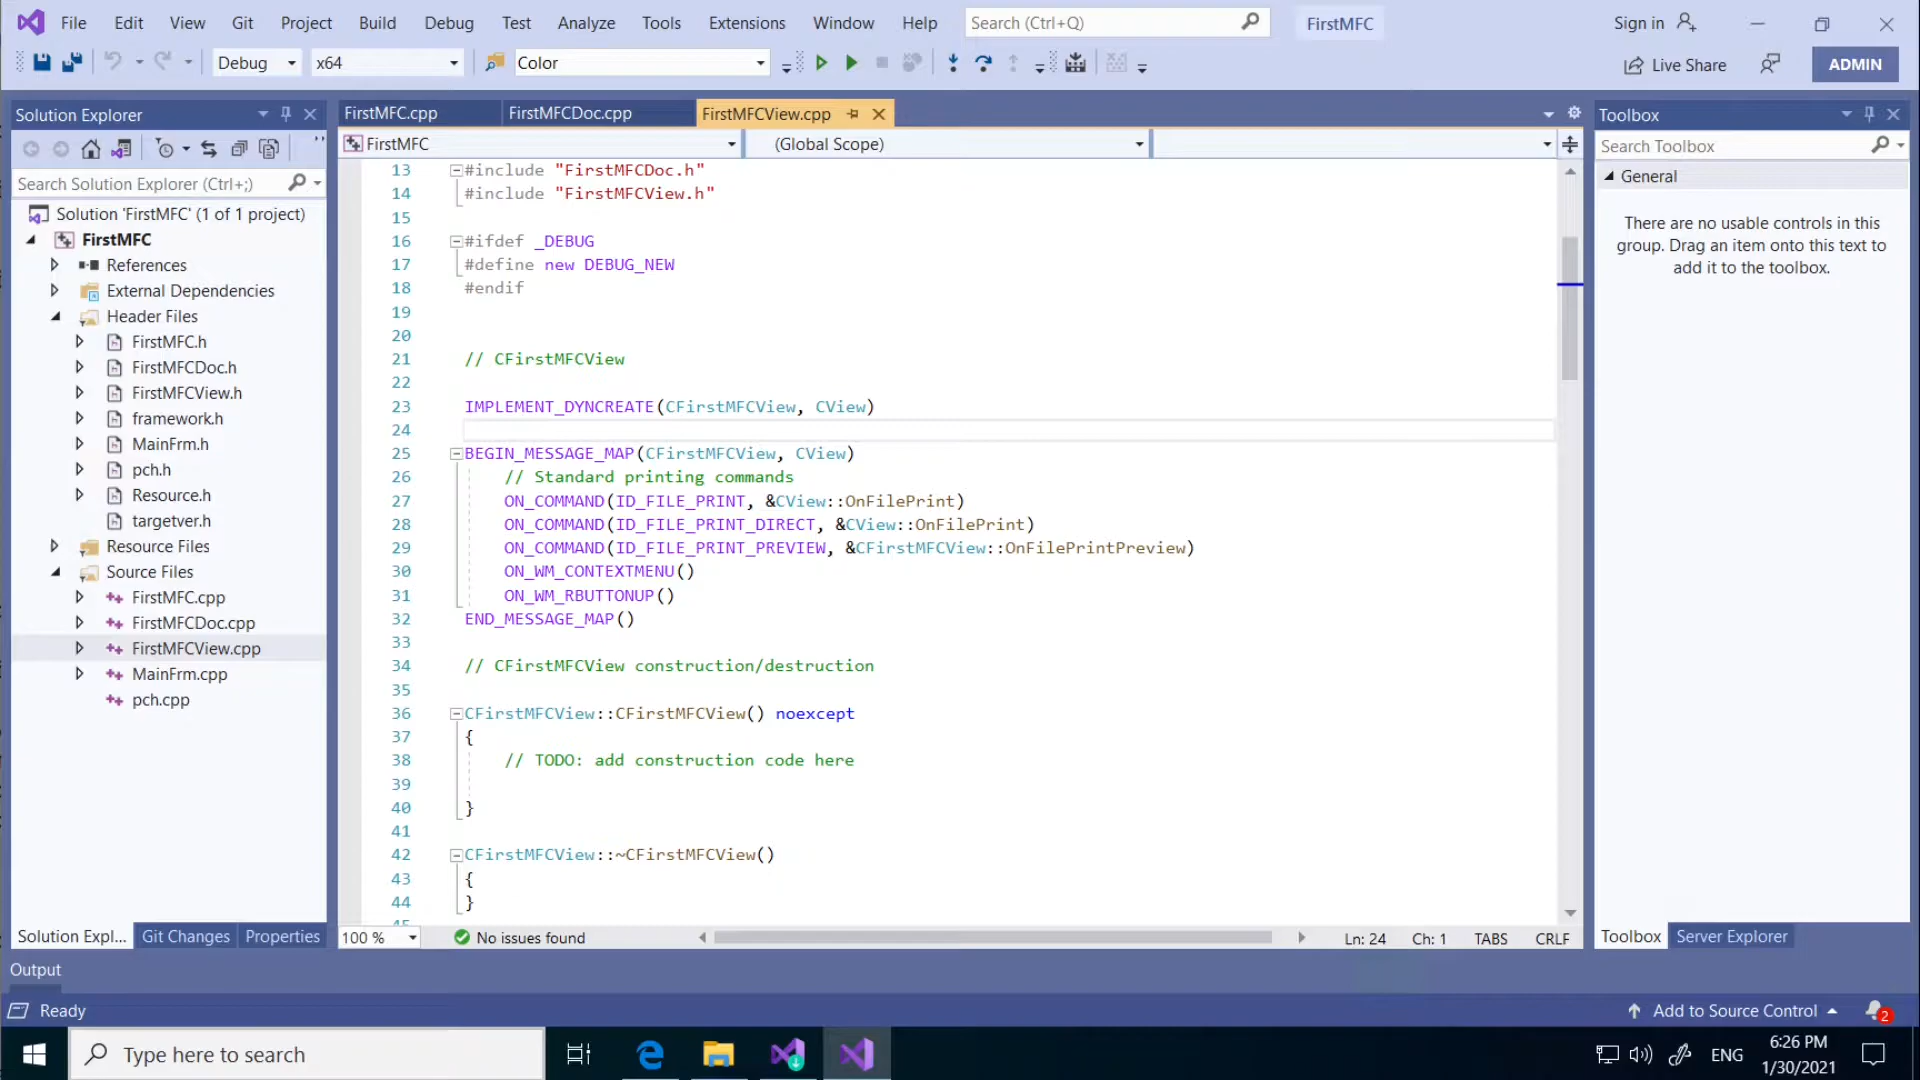 File Edit View Git Project Build Debug Test Analyze Tools Extensions Window Help Search (Ctrl+Q) FirstMFC Sign in
Debug x64 Color Live Share ADMIN
Solution Explorer
Search Solution Explorer (Ctrl+;)
Solution 'FirstMFC' (1 of 1 project)
FirstMFC
References
External Dependencies
Header Files
FirstMFC.h
FirstMFCDoc.h
FirstMFCView.h
framework.h
MainFrm.h
pch.h
Resource.h
targetver.h
Resource Files
Source Files
FirstMFC.cpp
FirstMFCDoc.cpp
FirstMFCView.cpp
MainFrm.cpp
pch.cpp
Solution Expl... Git Changes Properties
FirstMFC.cpp FirstMFCDoc.cpp FirstMFCView.cpp
FirstMFC (Global Scope)
13 #include "FirstMFCDoc.h"
14 #include "FirstMFCView.h"
15
16 #ifdef _DEBUG
17 #define new DEBUG_NEW
18 #endif
19
20
21 // CFirstMFCView
22
23 IMPLEMENT_DYNCREATE(CFirstMFCView, CView)
24
25 BEGIN_MESSAGE_MAP(CFirstMFCView, CView)
26 // Standard printing commands
27 ON_COMMAND(ID_FILE_PRINT, &CView::OnFilePrint)
28 ON_COMMAND(ID_FILE_PRINT_DIRECT, &CView::OnFilePrint)
29 ON_COMMAND(ID_FILE_PRINT_PREVIEW, &CFirstMFCView::OnFilePrintPreview)
30 ON_WM_CONTEXTMENU()
31 ON_WM_RBUTTONUP()
32 END_MESSAGE_MAP()
33
34 // CFirstMFCView construction/destruction
35
36 CFirstMFCView::CFirstMFCView() noexcept
37 {
38 // TODO: add construction code here
39
40 }
41
42 CFirstMFCView::~CFirstMFCView()
43 {
44 }
45
100 % No issues found Ln: 24 Ch: 1 TABS CRLF
Toolbox
Search Toolbox
General
There are no usable controls in this
group. Drag an item onto this text to
add it to the toolbox.
Toolbox Server Explorer
Output
Ready Add to Source Control 2
Type here to search ENG 6:26 PM
1/30/2021